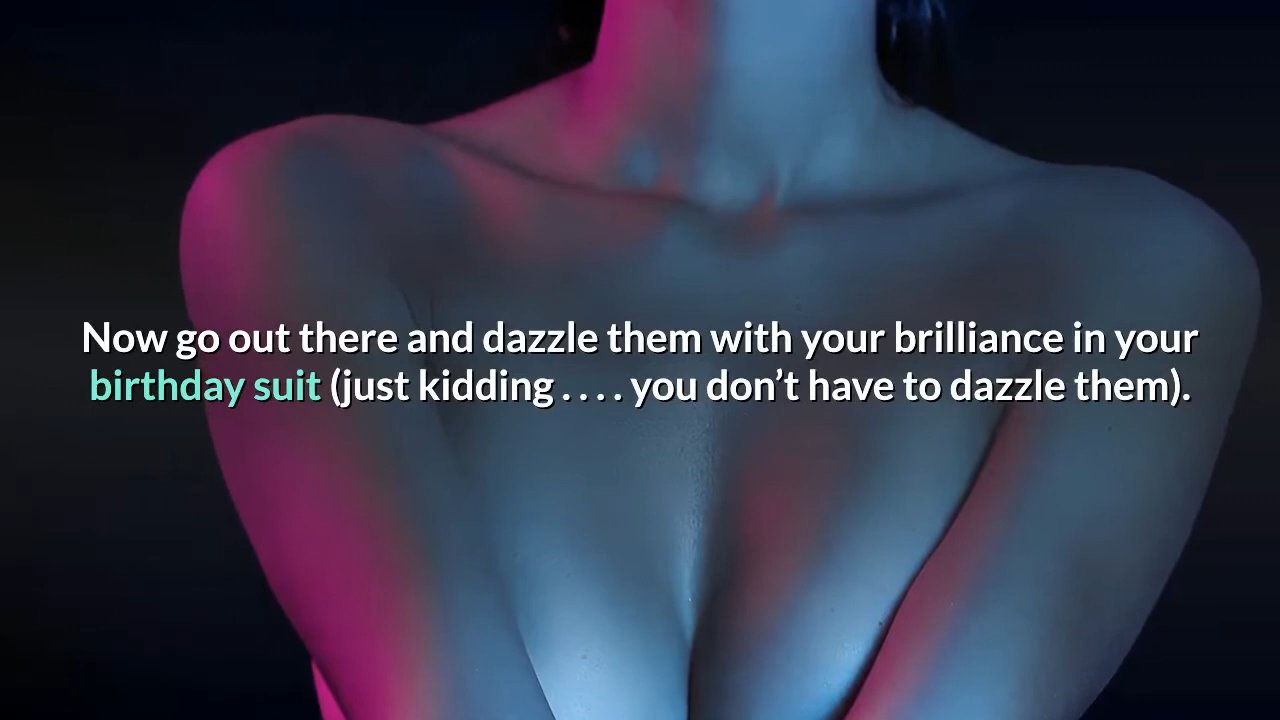 Now go out there and dazzle them with your brilliance in your
birthday suit (just kidding . . . . you don’t have to dazzle them).